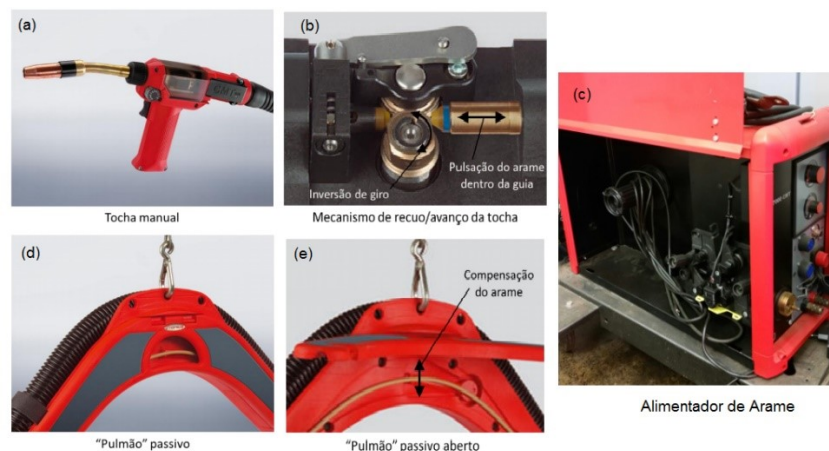 (a)
CMT
Tocha manual
(b)
Inversão de giro
Pulsação do arame
dentro da guia
Mecanismo de recuo/avanço da tocha
(c)
Alimentador de Arame
(d)
"Pulmão" passivo
(e)
Compensação
do arame
"Pulmão" passivo aberto